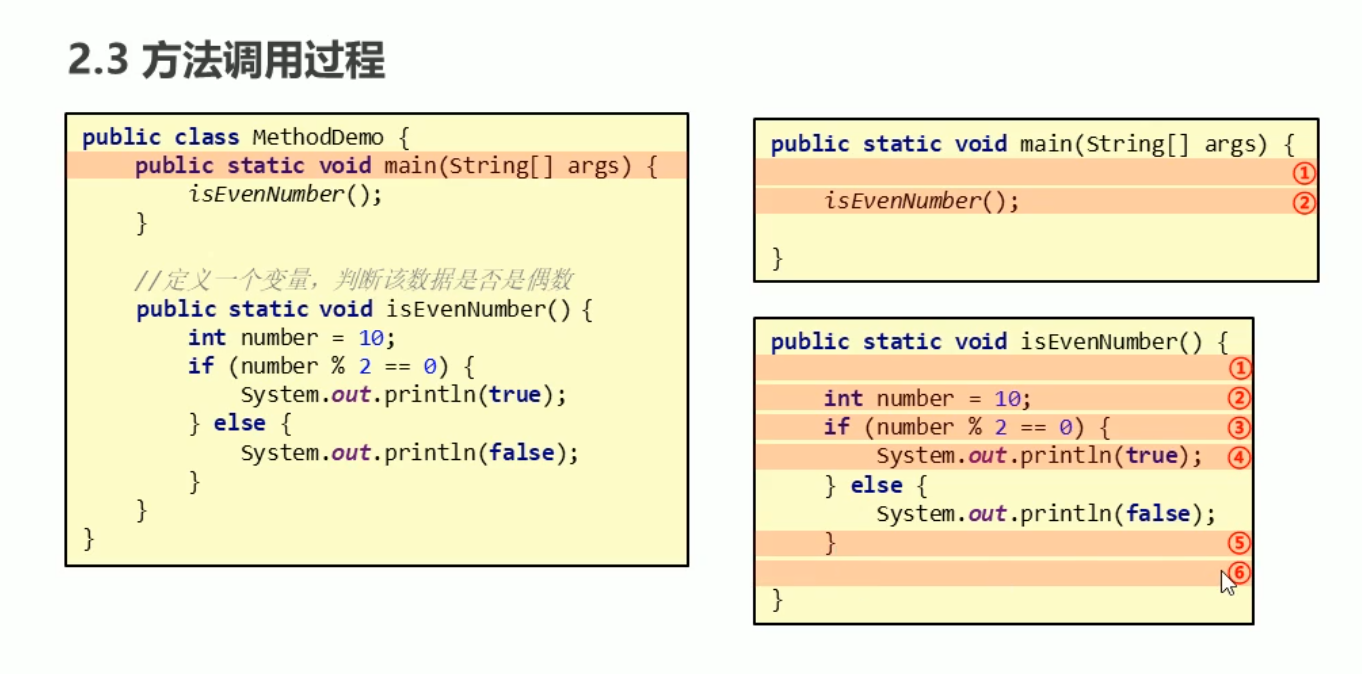 2.3 方法调用过程
public class MethodDemo {
public static void main(String[] args) {
isEvenNumber();
}
//定义一个变量，判断该数据是否是偶数
public static void isEvenNumber() {
int number = 10;
if (number % 2 == 0) {
System.out.println(true);
} else {
System.out.println(false);
}
}
}
public static void main(String[] args) {
①
isEvenNumber(); ②
}
public static void isEvenNumber() {
①
int number = 10; ②
if (number % 2 == 0) { ③
System.out.println(true); ④
} else {
System.out.println(false);
} ⑤
⑥
}